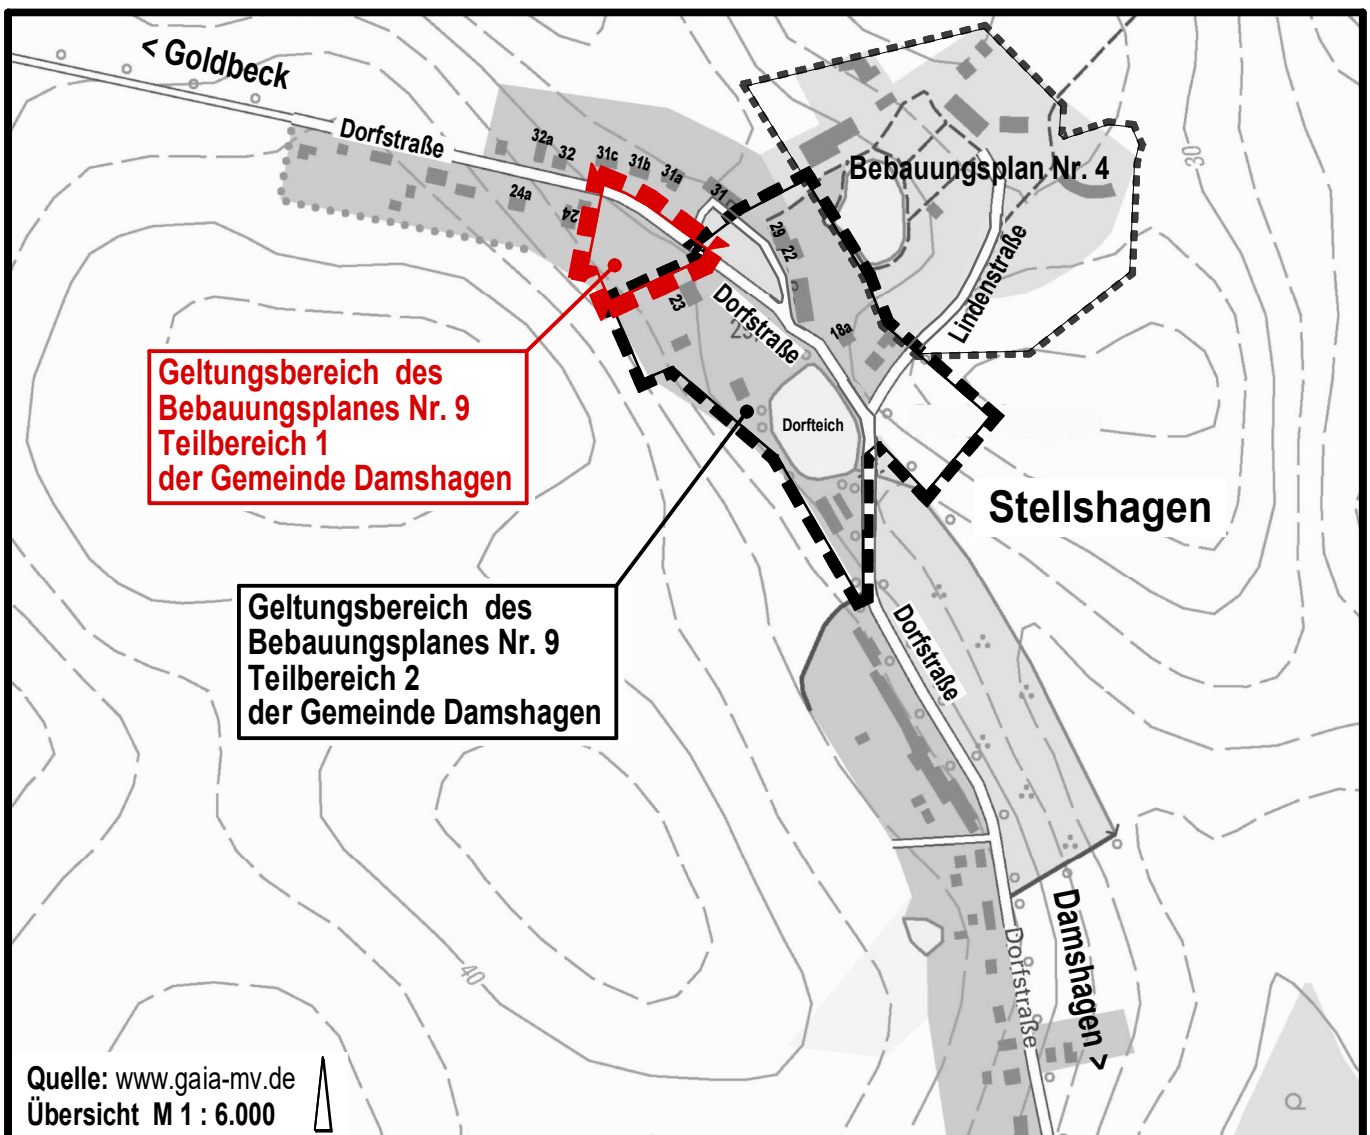 < Goldbeck
Dorfstraße
32a
32
31c
31b
31a
31
24a
24
29
22
23
18a
Bebauungsplan Nr. 4
30
Lindenstraße
Dorfstraße
Dorfteich
Geltungsbereich des
Bebauungsplanes Nr. 9
Teilbereich 1
der Gemeinde Damshagen
Stellshagen
Geltungsbereich des
Bebauungsplanes Nr. 9
Teilbereich 2
der Gemeinde Damshagen
Dorfstraße
40
Damshagen >
Dorfstraße
Quelle: www.gaia-mv.de
Übersicht M 1 : 6.000